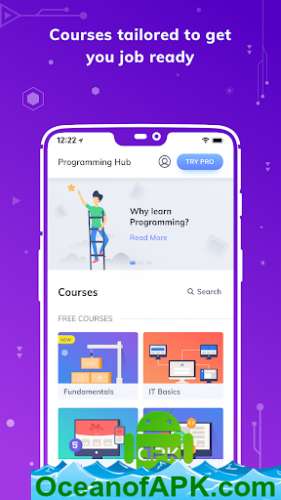 Courses tailored to get
you job ready
12:22
Programming Hub
TRY PRO
Why learn
Programming?
Read More
Courses
Search
FREE COURSES
NEW
Fundamentals
IT Basics
5
APK
OceanofAPK.com